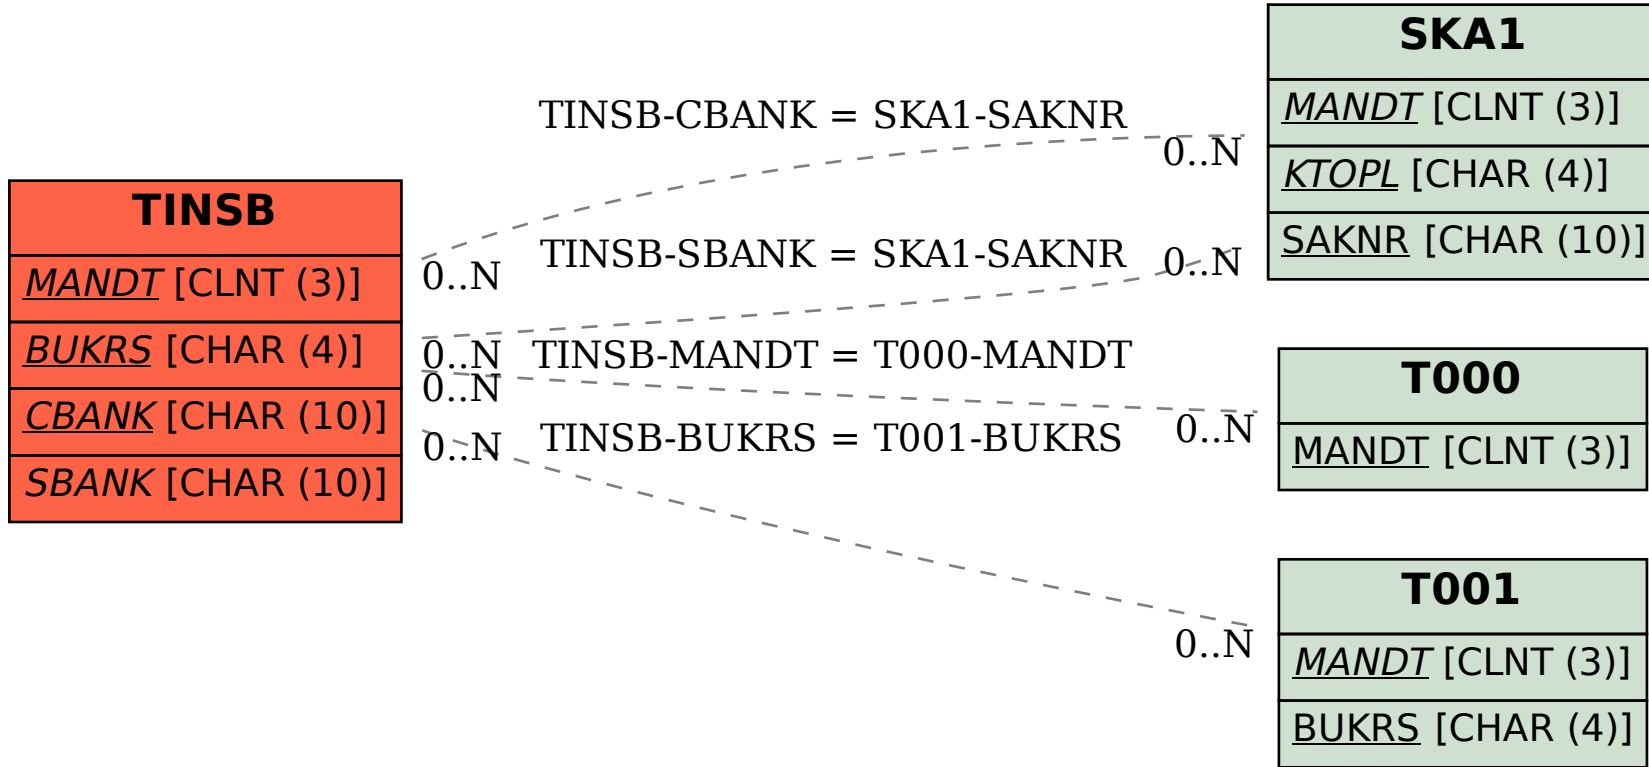 TINSB
MANDT [CLNT (3)]
BUKRS [CHAR (4)]
CBANK [CHAR (10)]
SBANK [CHAR (10)]
TINSB-CBANK = SKA1-SAKNR
0..N
0..N
TINSB-SBANK = SKA1-SAKNR
0..N
0..N
TINSB-MANDT = T000-MANDT
0..N
0..N
TINSB-BUKRS = T001-BUKRS
0..N
0..N
SKA1
MANDT [CLNT (3)]
KTOPL [CHAR (4)]
SAKNR [CHAR (10)]
T000
MANDT [CLNT (3)]
T001
MANDT [CLNT (3)]
BUKRS [CHAR (4)]